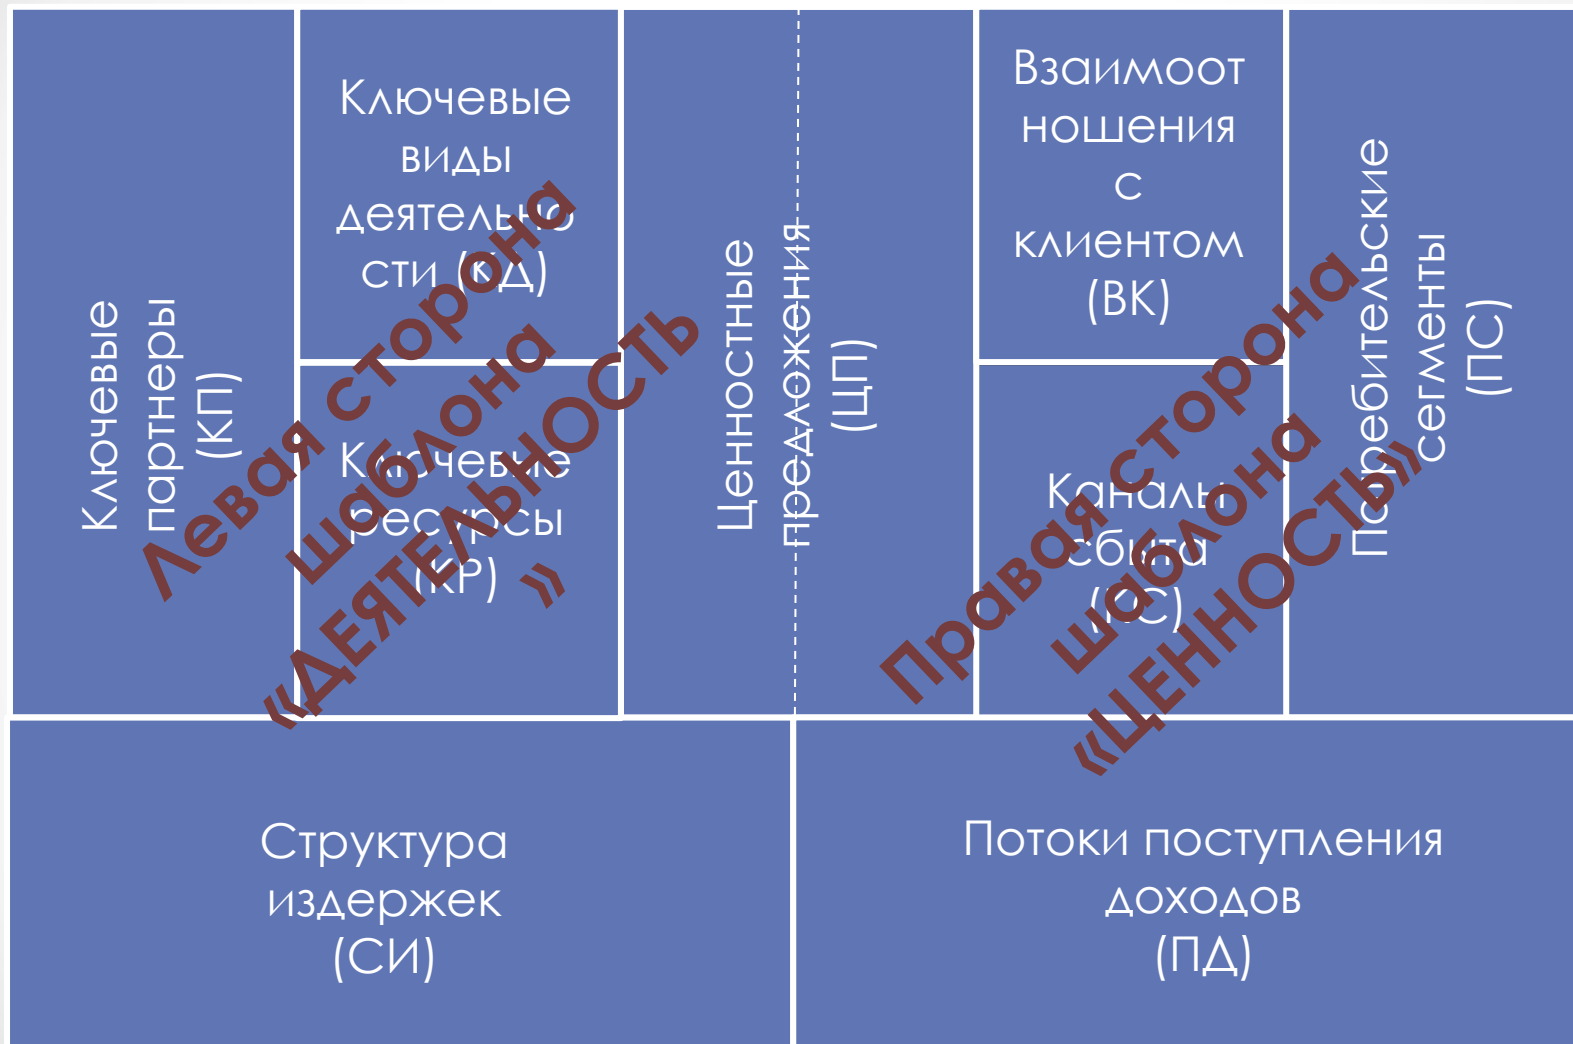 Ключевые
партнеры
(КП)
Ключевые
виды
деятельно
сти (КД)
Ключевые
ресурсы
(КР)
Ценностные
предложения
(ЦП)
Взаимоот
ношения
с
клиентом
(ВК)
Каналы
сбыта
(КС)
Потребительские
сегменты
(ПС)
Левая сторона
шаблона
«ДЕЯТЕЛЬНОСТЬ
»
Правая сторона
шаблона
«ЦЕННОСТЬ»
Структура
издержек
(СИ)
Потоки поступления
доходов
(ПД)